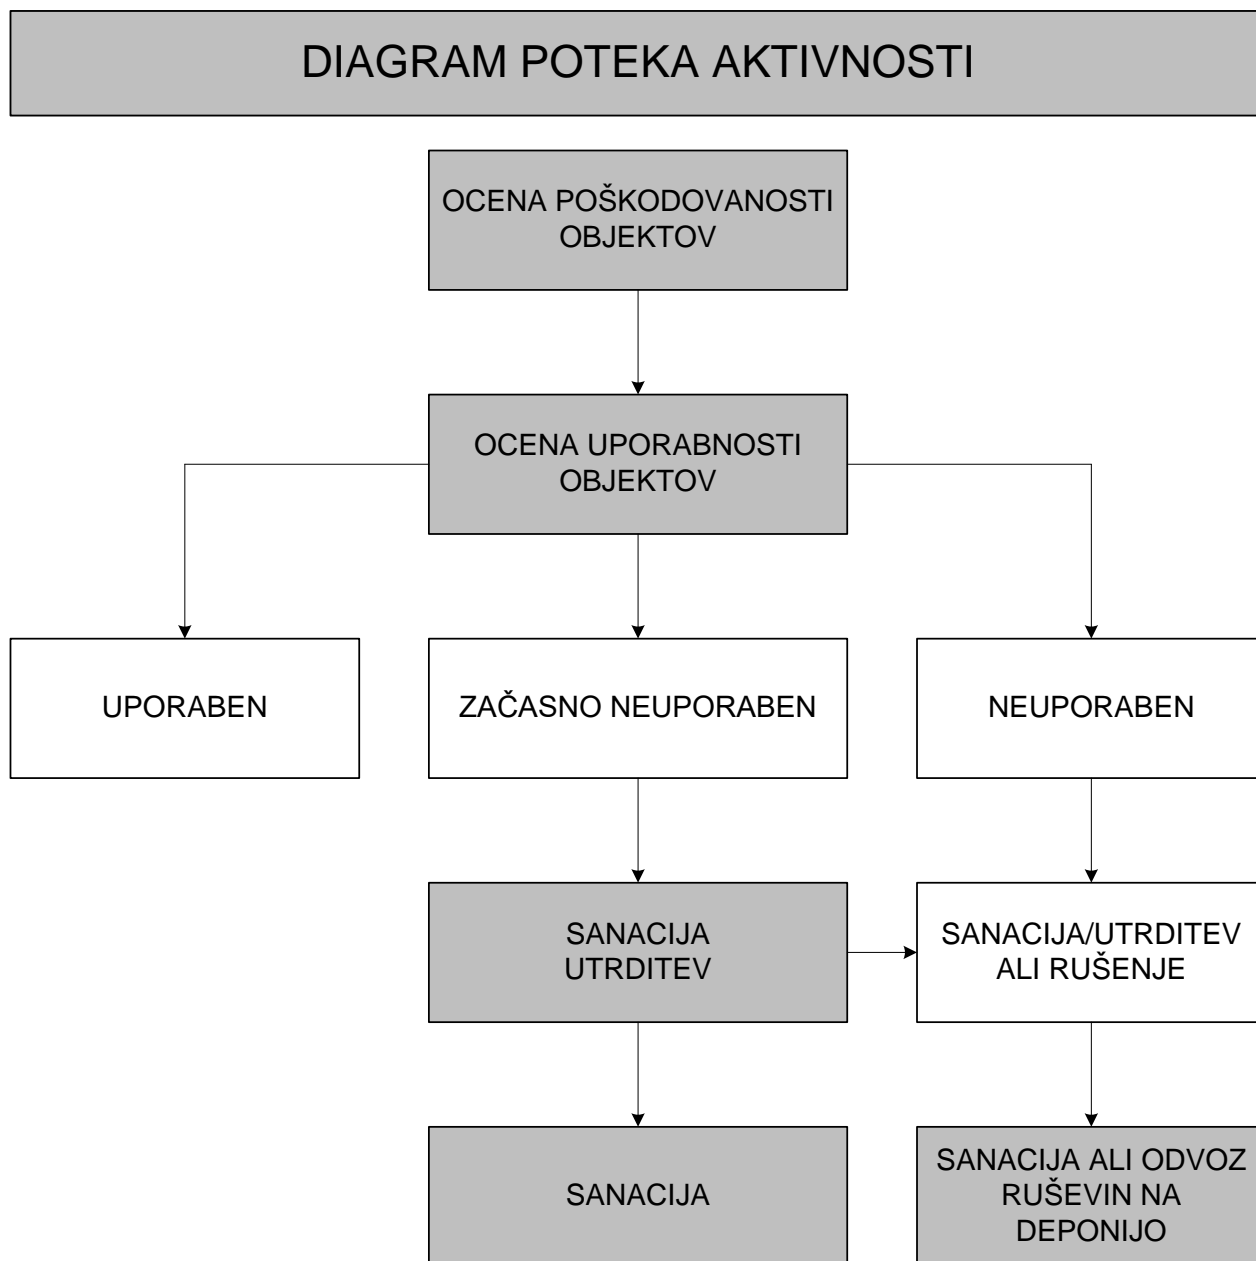 DIAGRAM POTEKA AKTIVNOSTI
OCENA POŠKODOVANOSTI
OBJEKTOV
OCENA UPORABNOSTI
OBJEKTOV
UPORABEN
ZAČASNO NEUPORABEN
NEUPORABEN
SANACIJA
UTRDITEV
SANACIJA/UTRDITEV
ALI RUŠENJE
SANACIJA
SANACIJA ALI ODVOZ
RUŠEVIN NA
DEPONIJO